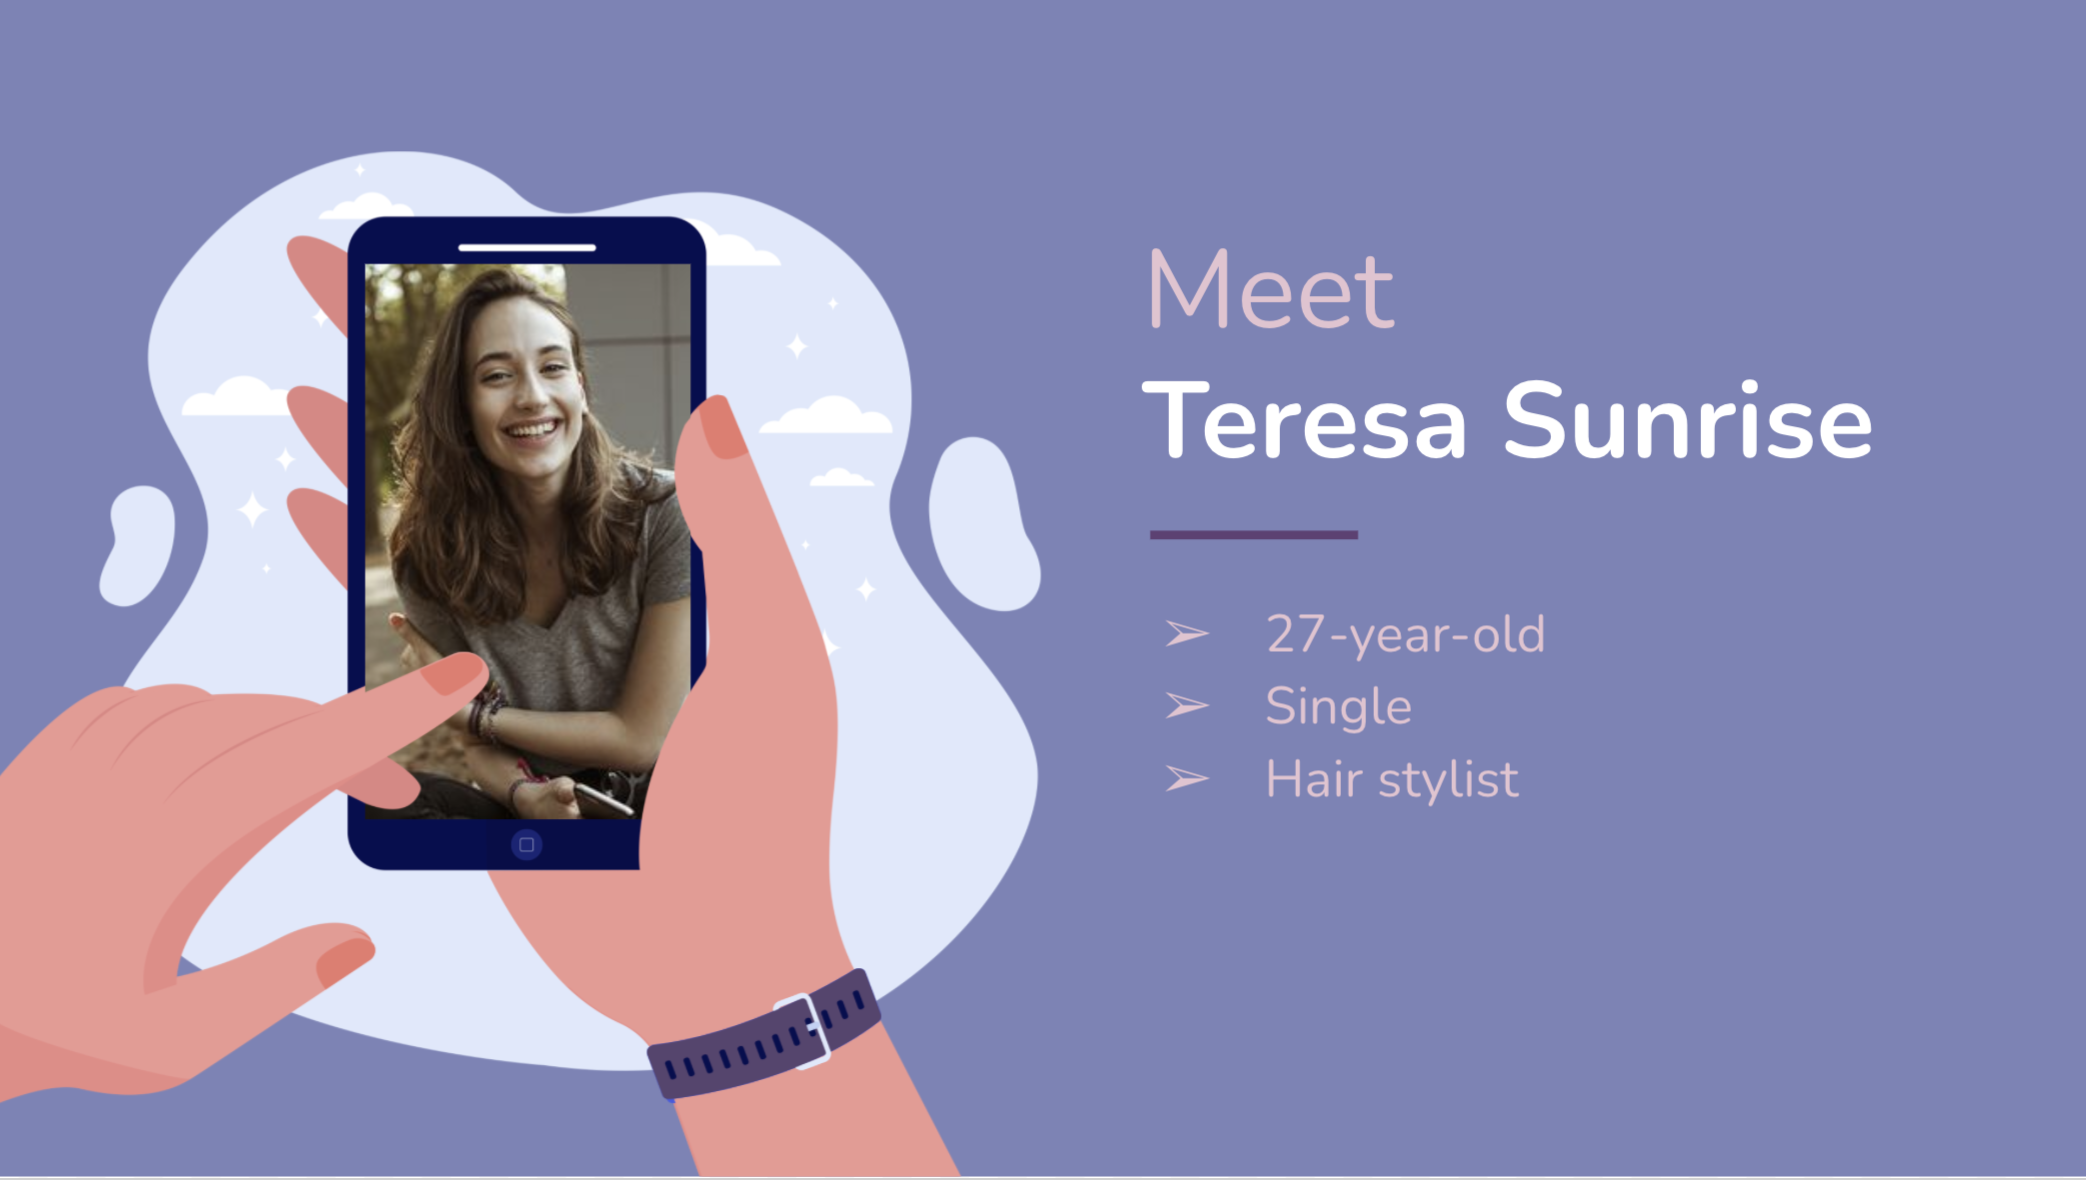 Meet
Teresa Sunrise
➢ 27-year-old
➢ Single
➢ Hair stylist